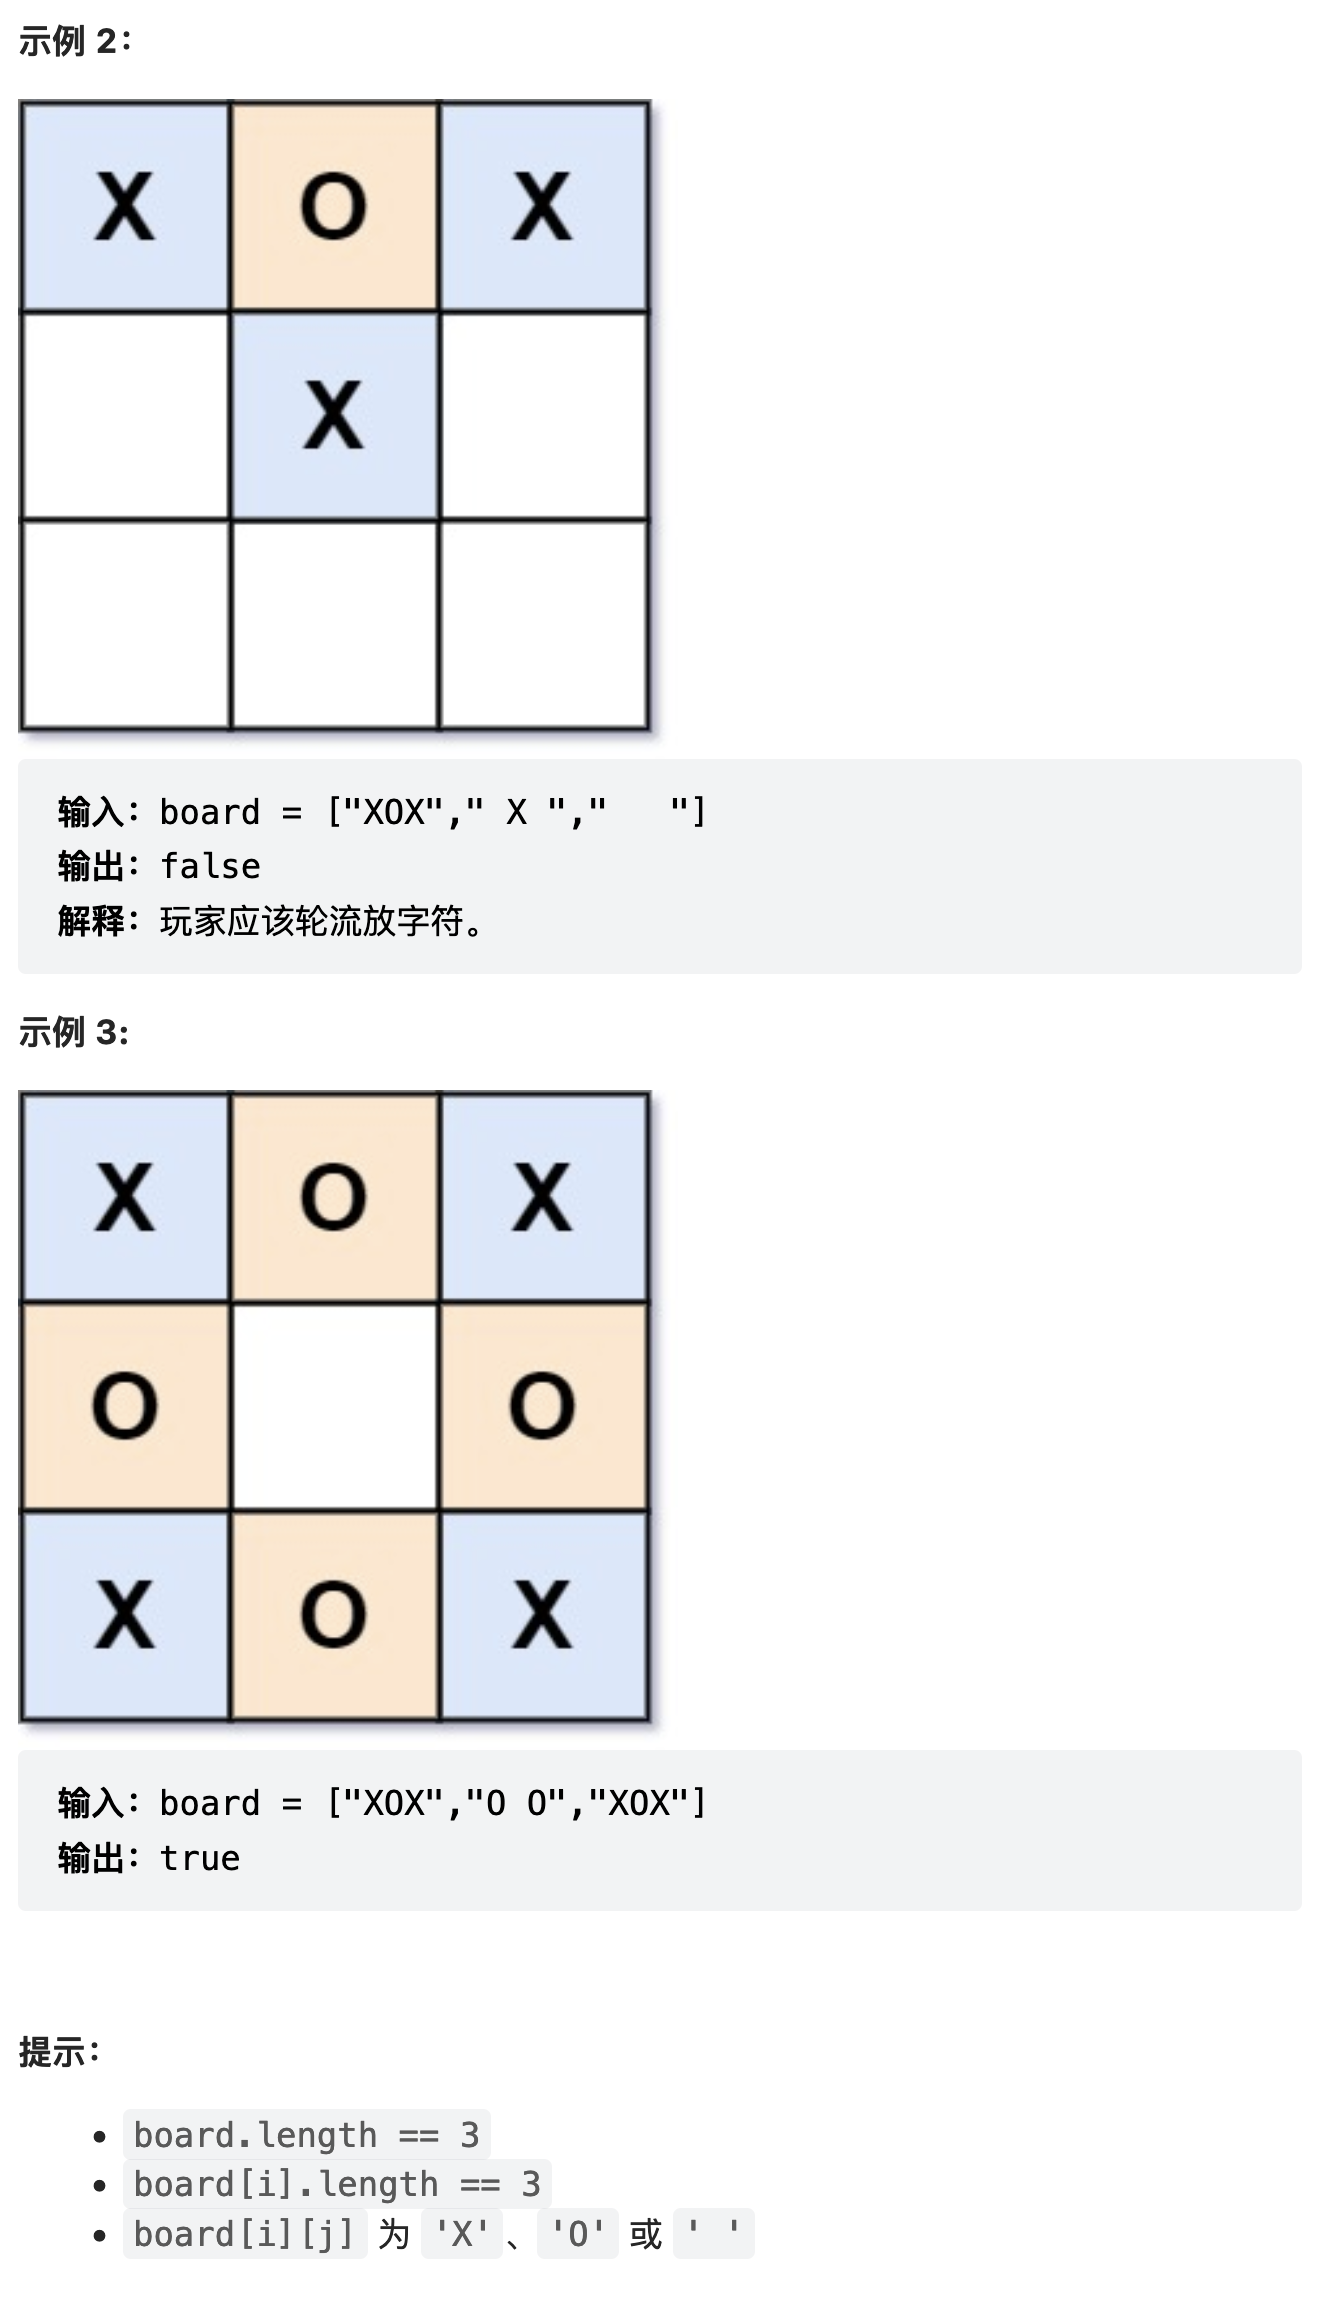 示例 2：
X O X
X
输入：board = ["XOX"," X ","   "]
输出：false
解释：玩家应该轮流放字符。
示例 3:
X O X
O O
X O X
输入：board = ["XOX","O O","XOX"]
输出：true
提示：
• board.length == 3
• board[i].length == 3
• board[i][j] 为 'X'、'O' 或 ' '